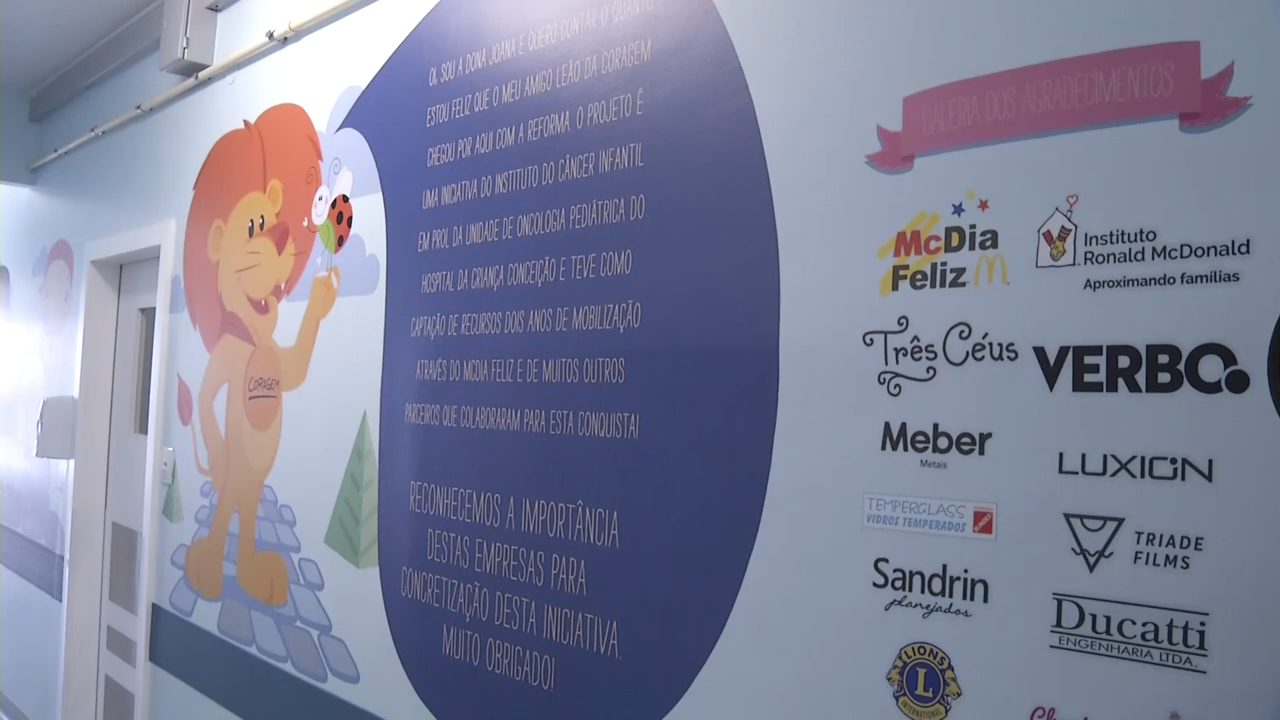 OI, SOU A DONA JOANA E QUERO CONTAR O QUANTO
ESTOU FELIZ QUE O MEU AMIGO LEÃO DA CORAGEM
CHEGOU POR AQUI COM A REFORMA. O PROJETO É
UMA INICIATIVA DO INSTITUTO DO CÂNCER INFANTIL
EM PROL DA UNIDADE DE ONCOLOGIA PEDIÁTRICA DO
HOSPITAL DA CRIANÇA CONCEIÇÃO E TEVE COMO
CAPTAÇÃO DE RECURSOS DOIS ANOS DE MOBILIZAÇÃO
ATRAVÉS DO MCDIA FELIZ E DE MUITOS OUTROS
PARCEIROS QUE COLABORARAM PARA ESTA CONQUISTA!
RECONHECEMOS A IMPORTÂNCIA
DESTAS EMPRESAS PARA
CONCRETIZAÇÃO DESTA INICIATIVA.
MUITO OBRIGADO!
CORAGEM
GALERIA DOS AGRADECIMENTOS
McDia
Feliz
Instituto
Ronald McDonald
Aproximando famílias
Três Céus
VERBO
Meber
Metais
LUXION
TEMPERGLASS
VIDROS TEMPERADOS
TRIADE
FILMS
Sandrin
planejados
Ducatti
ENGENHARIA LTDA.
LIONS
L
INTERNATIONAL